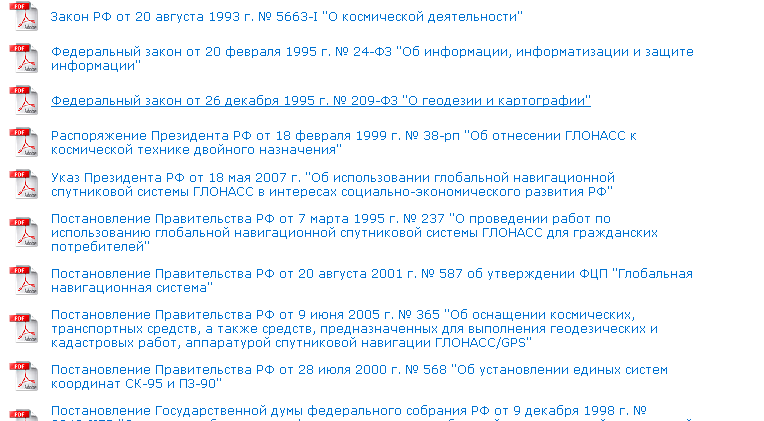 Закон РФ от 20 августа 1993 г. № 5663-I "О космической деятельности"
Федеральный закон от 20 февраля 1995 г. № 24-ФЗ "Об информации, информатизации и защите
информации"
Федеральный закон от 26 декабря 1995 г. № 209-ФЗ "О геодезии и картографии"
Распоряжение Президента РФ от 18 февраля 1999 г. № 38-рп "Об отнесении ГЛОНАСС к
космической технике двойного назначения"
Указ Президента РФ от 18 мая 2007 г. "Об использовании глобальной навигационной
спутниковой системы ГЛОНАСС в интересах социально-экономического развития РФ"
Постановление Правительства РФ от 7 марта 1995 г. № 237 "О проведении работ по
использованию глобальной навигационной спутниковой системы ГЛОНАСС для гражданских
потребителей"
Постановление Правительства РФ от 20 августа 2001 г. № 587 об утверждении ФЦП "Глобальная
навигационная система"
Постановление Правительства РФ от 9 июня 2005 г. № 365 "Об оснащении космических,
транспортных средств, а также средств, предназначенных для выполнения геодезических и
кадастровых работ, аппаратурой спутниковой навигации ГЛОНАСС/GPS"
Постановление Правительства РФ от 28 июля 2000 г. № 568 "Об установлении единых систем
координат СК-95 и ПЗ-90"
Постановление Государственной думы федерального собрания РФ от 9 декабря 1998 г. №